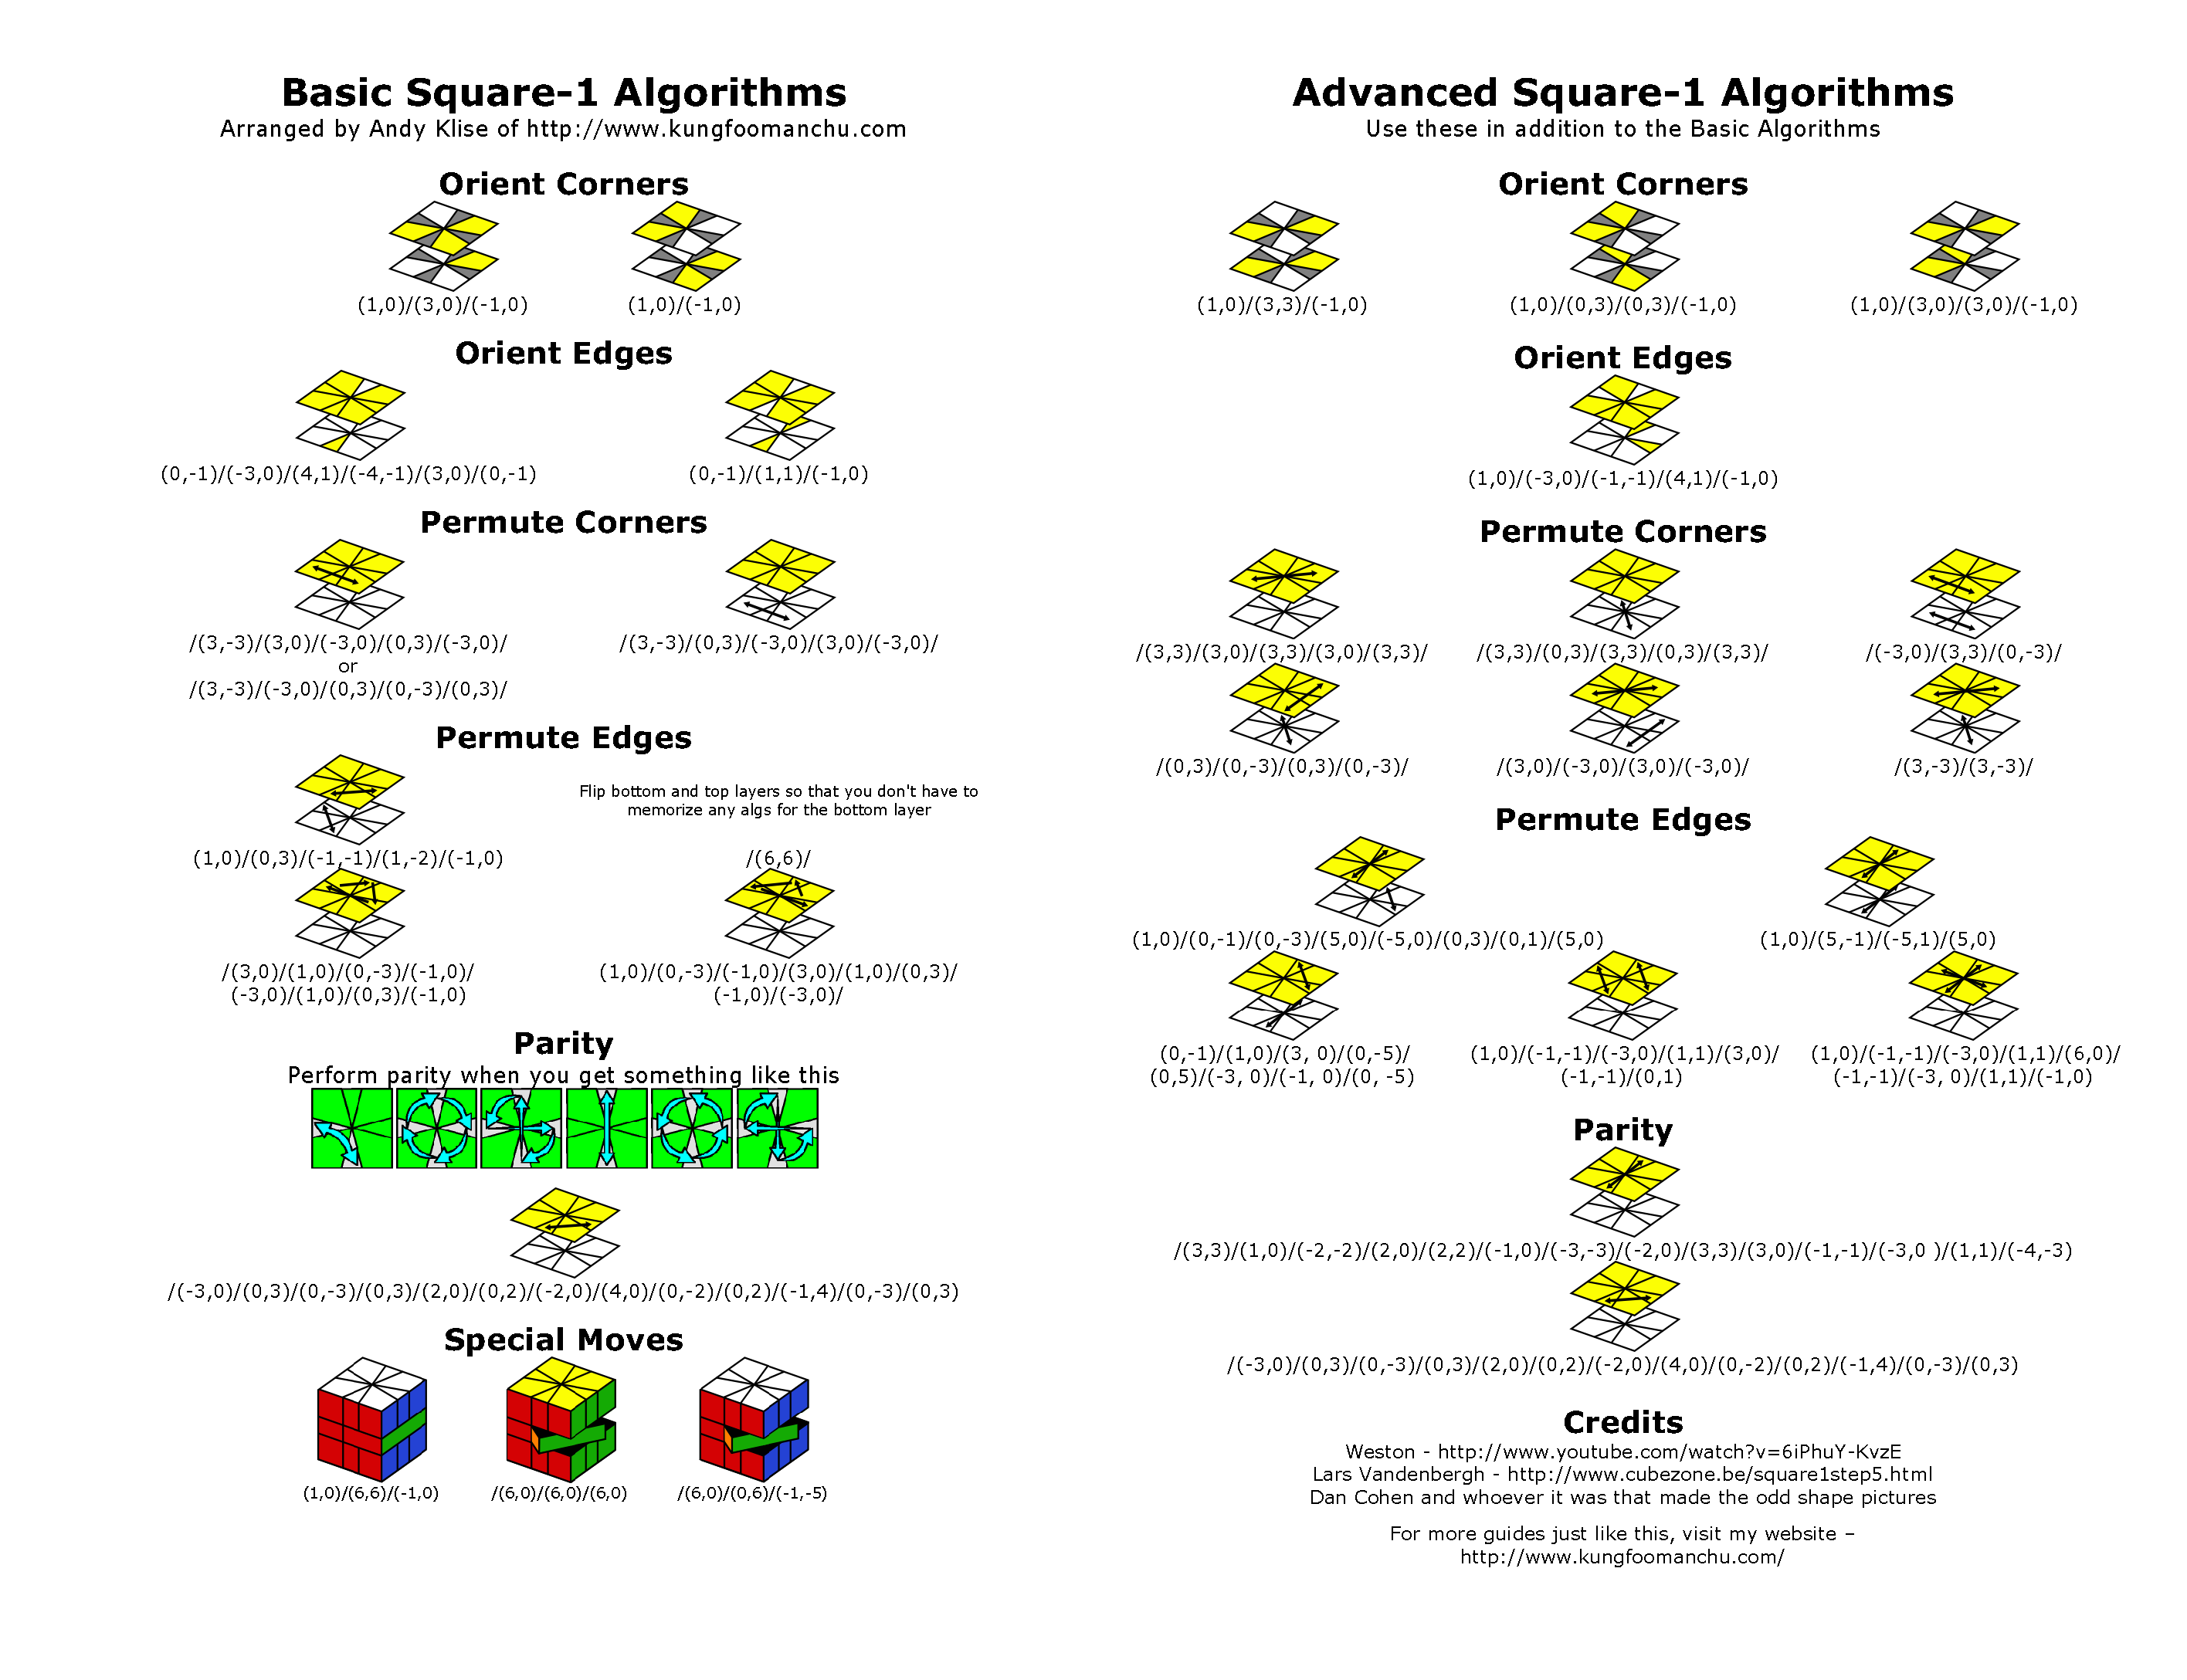 Basic Square-1 Algorithms
Arranged by Andy Klise of http://www.kungfoomanchu.com
Orient Corners
(1,0)/(3,0)/(-1,0)
(1,0)/(-1,0)
Orient Edges
(0,-1)/(-3,0)/(4,1)/(-4,-1)/(3,0)/(0,-1)
(0,-1)/(1,1)/(-1,0)
Permute Corners
/(3,-3)/(3,0)/(-3,0)/(0,3)/(-3,0)/
or
/(3,-3)/(-3,0)/(0,3)/(0,-3)/(0,3)/
/(3,-3)/(0,3)/(-3,0)/(3,0)/(-3,0)/
Permute Edges
Flip bottom and top layers so that you don't have to
memorize any algs for the bottom layer
(1,0)/(0,3)/(-1,-1)/(1,-2)/(-1,0)
/(6,6)/
/(3,0)/(1,0)/(0,-3)/(-1,0)/
(-3,0)/(1,0)/(0,3)/(-1,0)
(1,0)/(0,-3)/(-1,0)/(3,0)/(1,0)/(0,3)/
(-1,0)/(-3,0)/
Parity
Perform parity when you get something like this
/(-3,0)/(0,3)/(0,-3)/(0,3)/(2,0)/(0,2)/(-2,0)/(4,0)/(0,-2)/(0,2)/(-1,4)/(0,-3)/(0,3)
Special Moves
(1,0)/(6,6)/(-1,0)
/(6,0)/(6,0)/(6,0)
/(6,0)/(0,6)/(-1,-5)
Advanced Square-1 Algorithms
Use these in addition to the Basic Algorithms
Orient Corners
(1,0)/(3,3)/(-1,0)
(1,0)/(0,3)/(0,3)/(-1,0)
(1,0)/(3,0)/(3,0)/(-1,0)
Orient Edges
(1,0)/(-3,0)/(-1,-1)/(4,1)/(-1,0)
Permute Corners
/(3,3)/(3,0)/(3,3)/(3,0)/(3,3)/
/(3,3)/(0,3)/(3,3)/(0,3)/(3,3)/
/(-3,0)/(3,3)/(0,-3)/
/(0,3)/(0,-3)/(0,3)/(0,-3)/
/(3,0)/(-3,0)/(3,0)/(-3,0)/
/(3,-3)/(3,-3)/
Permute Edges
(1,0)/(0,-1)/(0,-3)/(5,0)/(-5,0)/(0,3)/(0,1)/(5,0)
(1,0)/(5,-1)/(-5,1)/(5,0)
(0,-1)/(1,0)/(3, 0)/(0,-5)/
(0,5)/(-3, 0)/(-1, 0)/(0, -5)
(1,0)/(-1,-1)/(-3,0)/(1,1)/(3,0)/
(-1,-1)/(0,1)
(1,0)/(-1,-1)/(-3,0)/(1,1)/(6,0)/
(-1,-1)/(-3, 0)/(1,1)/(-1,0)
Parity
/(3,3)/(1,0)/(-2,-2)/(2,0)/(2,2)/(-1,0)/(-3,-3)/(-2,0)/(3,3)/(3,0)/(-1,-1)/(-3,0 )/(1,1)/(-4,-3)
/(-3,0)/(0,3)/(0,-3)/(0,3)/(2,0)/(0,2)/(-2,0)/(4,0)/(0,-2)/(0,2)/(-1,4)/(0,-3)/(0,3)
Credits
Weston - http://www.youtube.com/watch?v=6iPhuY-KvzE
Lars Vandenbergh - http://www.cubezone.be/square1step5.html
Dan Cohen and whoever it was that made the odd shape pictures
For more guides just like this, visit my website –
http://www.kungfoomanchu.com/